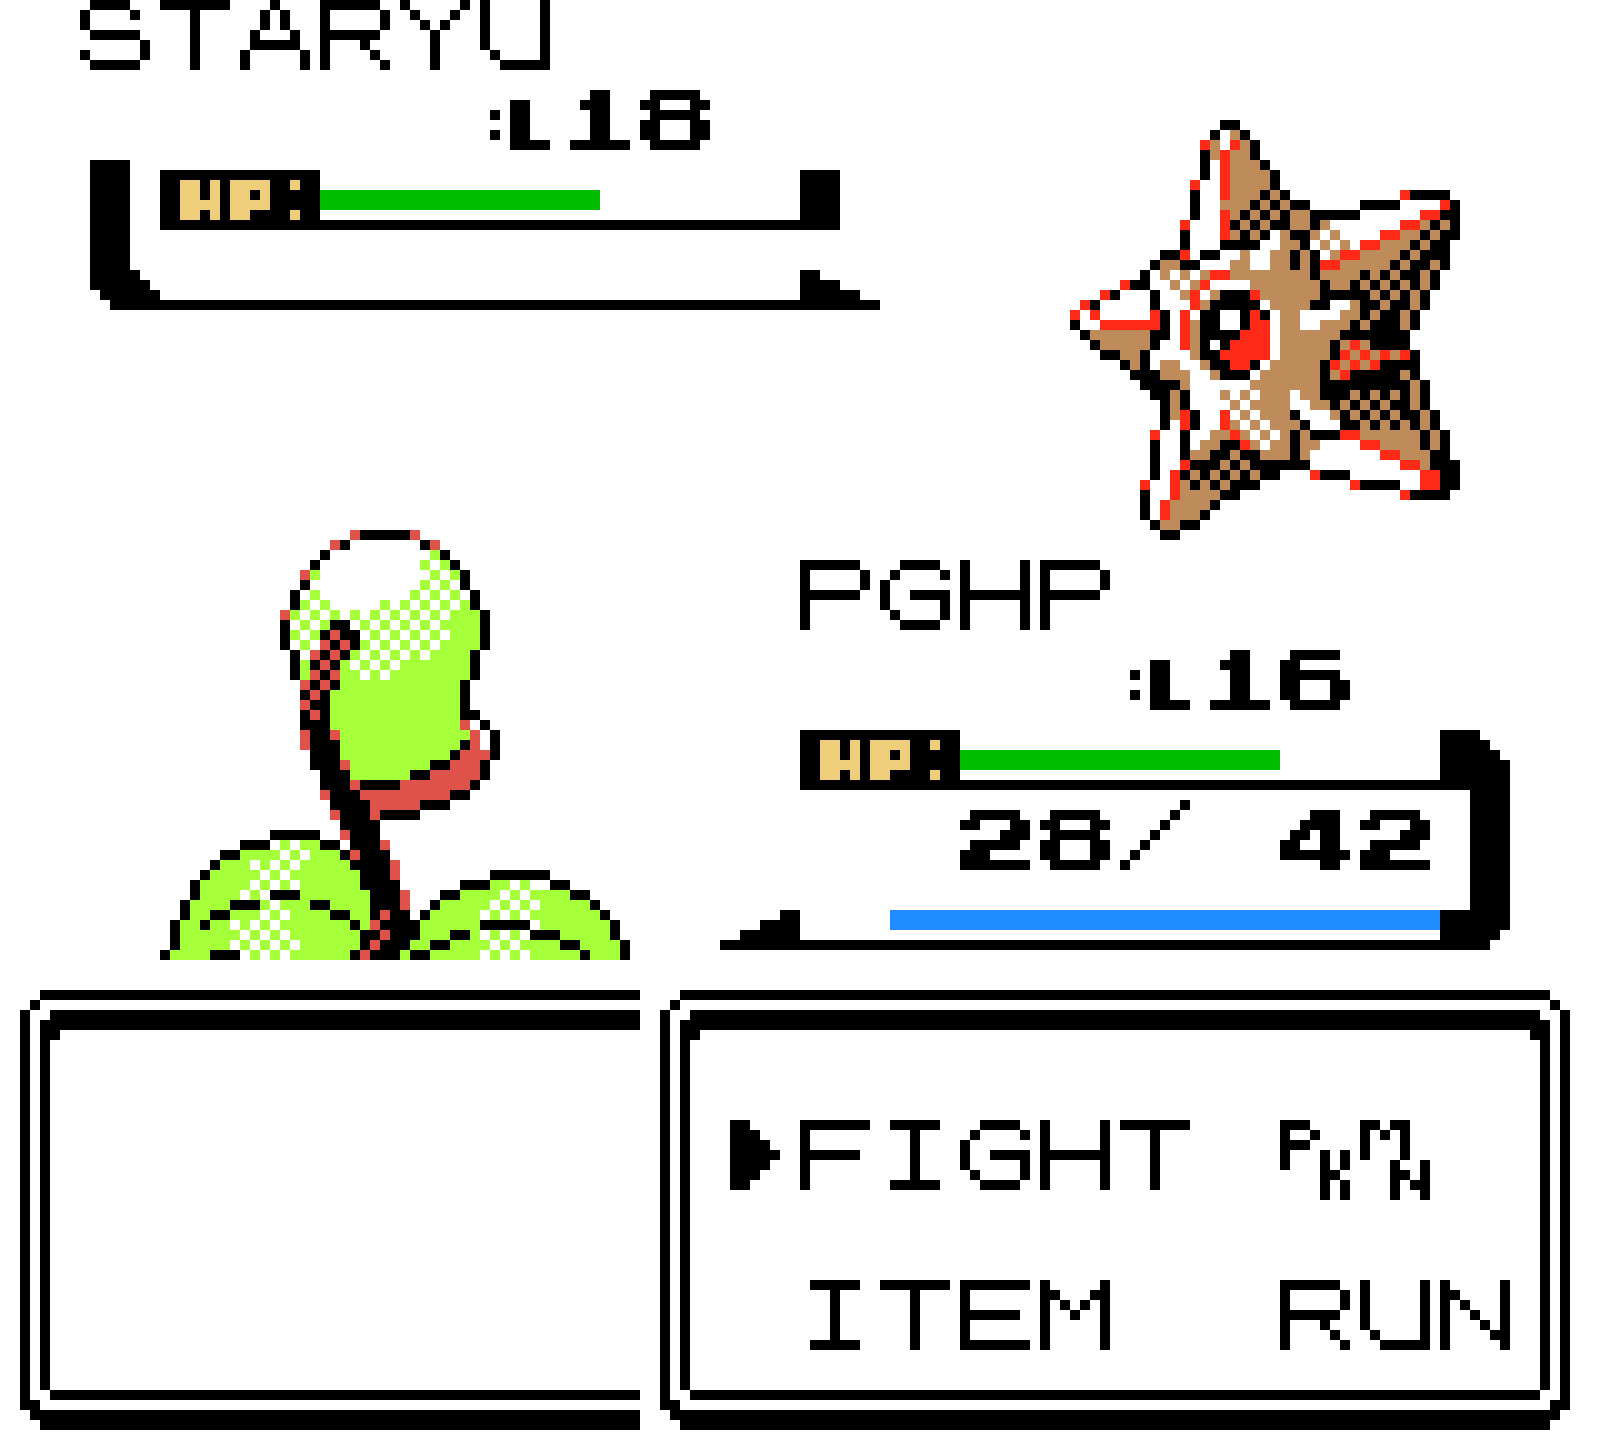 STARYU
:L18
HP:
PGHP
:L16
HP:
28/ 42
FIGHT PKMN
ITEM RUN